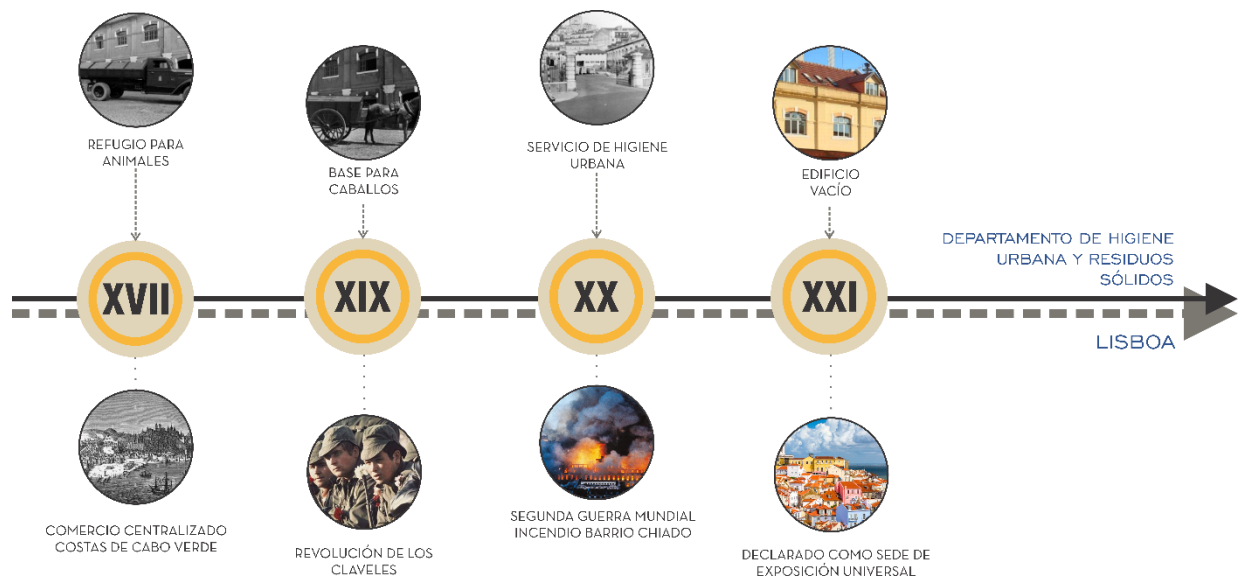 REFUGIO PARA
ANIMALES
BASE PARA
CABALLOS
SERVICIO DE HIGIENE
URBANA
EDIFICIO
VACÍO
DEPARTAMENTO DE HIGIENE
URBANA Y RESIDUOS
SÓLIDOS
XVII
XIX
XX
XXI
LISBOA
COMERCIO CENTRALIZADO
COSTAS DE CABO VERDE
REVOLUCIÓN DE LOS
CLAVELES
SEGUNDA GUERRA MUNDIAL
INCENDIO BARRIO CHIADO
DECLARADO COMO SEDE DE
EXPOSICIÓN UNIVERSAL